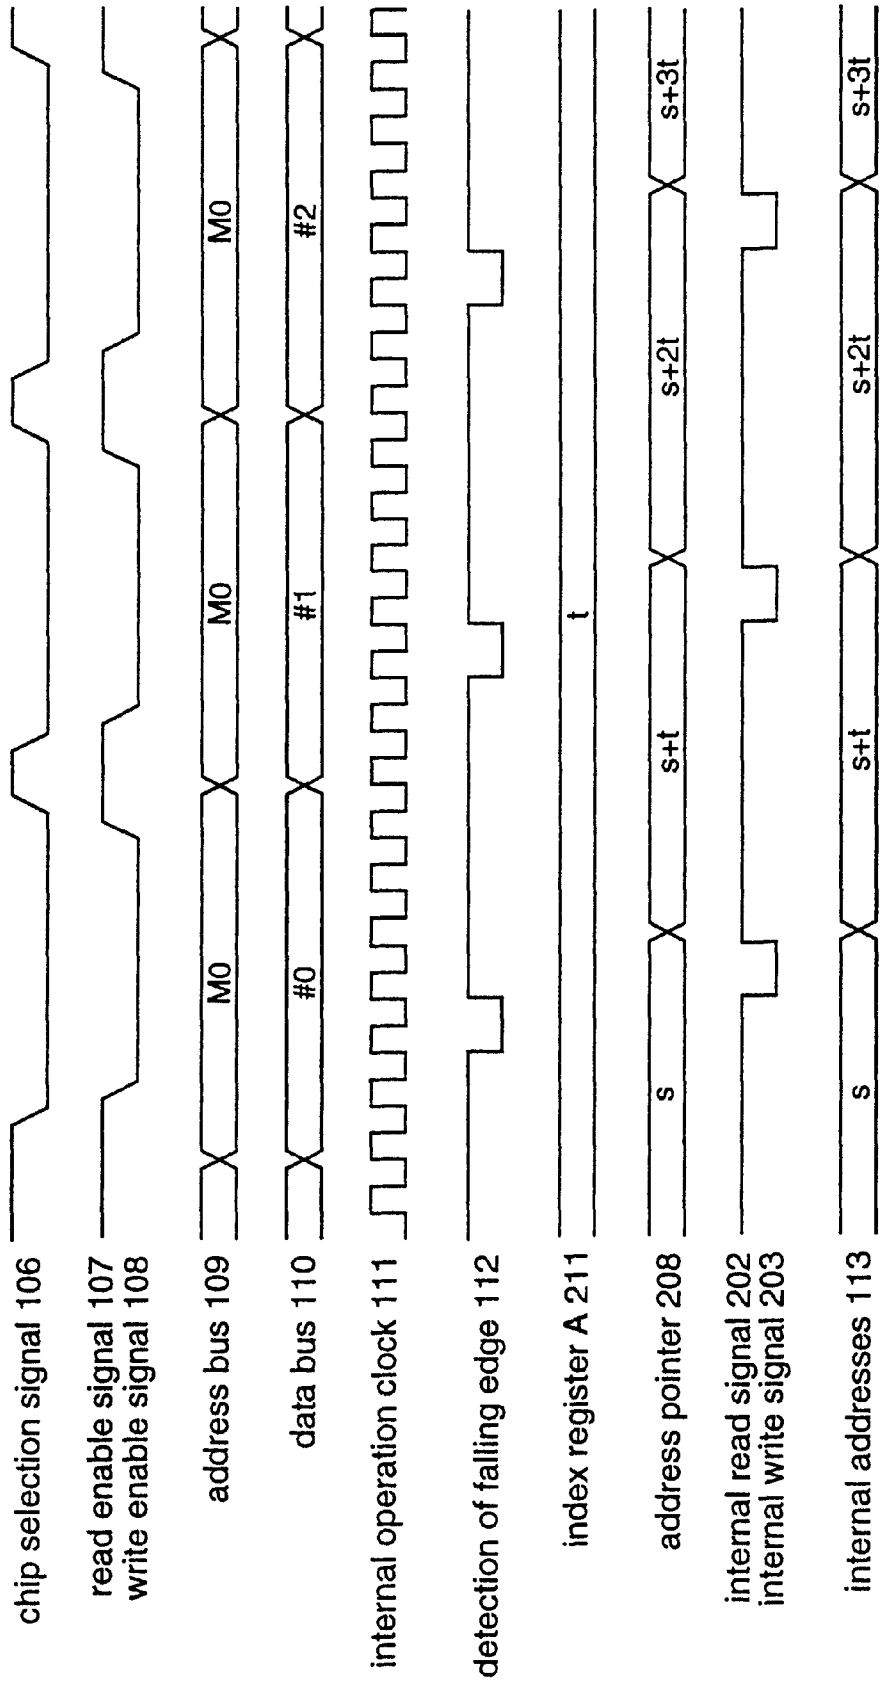 chip selection signal 106
read enable signal 107
write enable signal 108
address bus 109
M0
M0
M0
data bus 110
#0
#1
#2
internal operation clock 111
detection of falling edge 112
index register A 211
t
address pointer 208
s
s+t
s+2t
s+3t
internal read signal 202
internal write signal 203
internal addresses 113
s
s+t
s+2t
s+3t